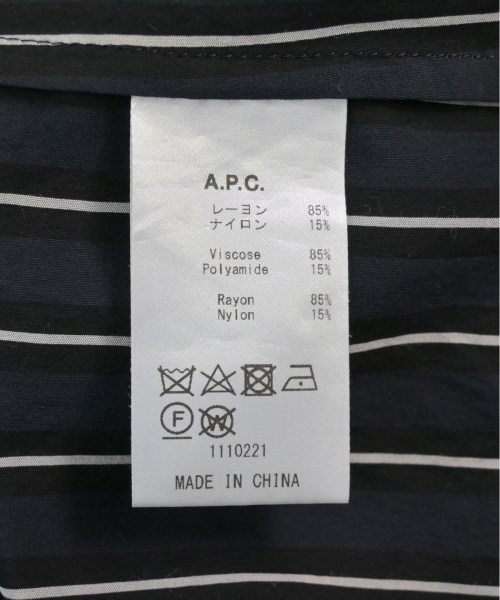 A.P.C.
レーヨン 85%
ナイロン 15%
Viscose 85%
Polyamide 15%
Rayon 85%
Nylon 15%
F W
1110221
MADE IN CHINA